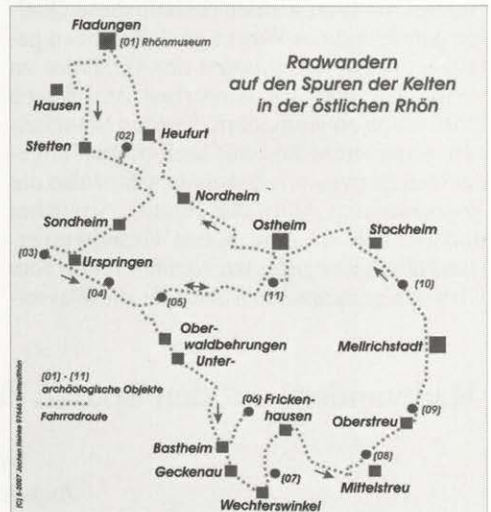 Fladungen
[01] Rhönmuseum
Radwandern
auf den Spuren der Kelten
in der östlichen Rhön
Hausen
Stetten
(02)
Heufurt
Nordheim
Sondheim
Ostheim
Stockheim
(03)
Urspringen
(04)
(05)
(11)
(10)
Ober-
waldbehrungen
Unter-
Mellrichstadt
[01] - [11]
archäologische Objekte
Fahrradroute
(06)
Fricken-
hausen
(09)
Oberstreu
Bastheim
Geckenau
(07)
(08)
Mittelstreu
Wechterswinkel